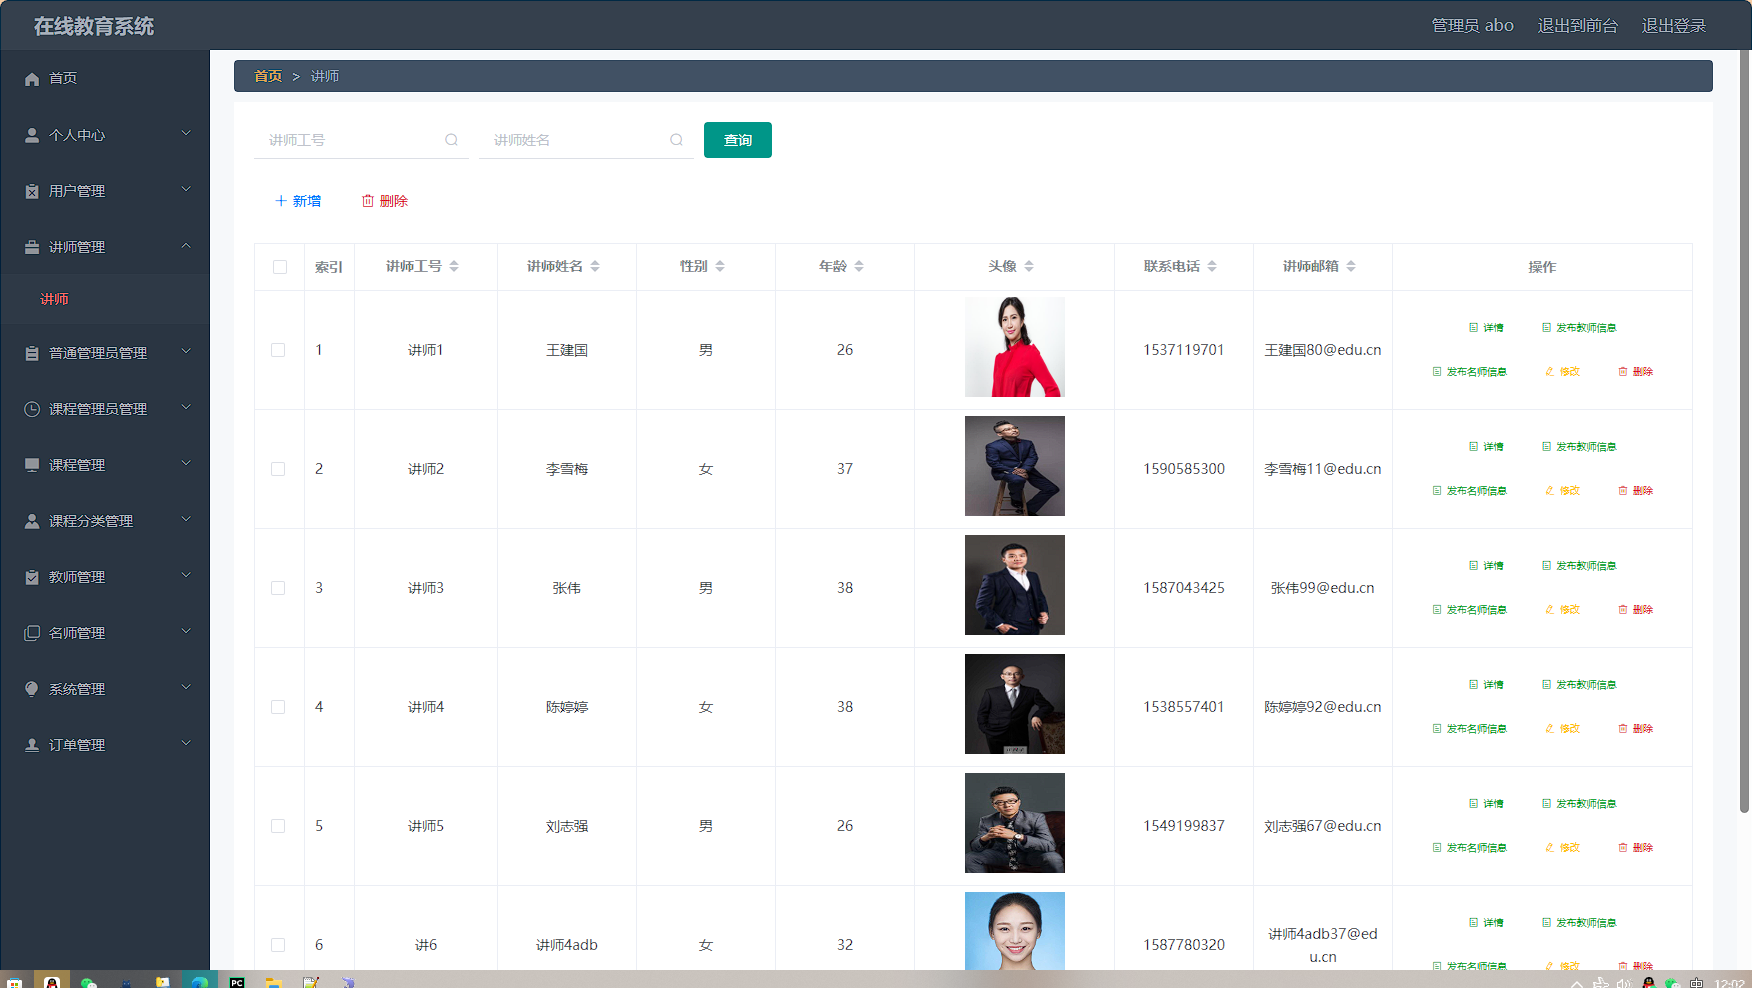 在线教育系统
管理员 abo 退出到前台 退出登录
首页
个人中心
用户管理
讲师管理
讲师
普通管理员管理
课程管理员管理
课程管理
课程分类管理
教师管理
名师管理
系统管理
订单管理
首页 > 讲师
讲师工号 讲师姓名 查询
新增 删除
索引 讲师工号 讲师姓名 性别 年龄 头像 联系电话 讲师邮箱 操作
详情 发布教师信息
1 讲师1 王建国 男 26 1537119701 王建国80@edu.cn
发布名师信息 修改 删除
详情 发布教师信息
2 讲师2 李雪梅 女 37 1590585300 李雪梅11@edu.cn
发布名师信息 修改 删除
详情 发布教师信息
3 讲师3 张伟 男 38 1587043425 张伟99@edu.cn
发布名师信息 修改 删除
详情 发布教师信息
4 讲师4 陈婷婷 女 38 1538557401 陈婷婷92@edu.cn
发布名师信息 修改 删除
详情 发布教师信息
5 讲师5 刘志强 男 26 1549199837 刘志强67@edu.cn
发布名师信息 修改 删除
详情 发布教师信息
6 讲6 讲师4adb 女 32 1587780320 讲师4adb37@ed
u.cn
发布名师信息 修改 删除
PC 中 12:02